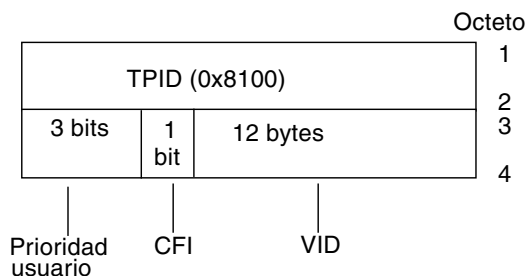 Octeto
1
TPID (0x8100)
2
3 bits
1
bit
12 bytes
3
4
Prioridad
usuario
CFI
VID